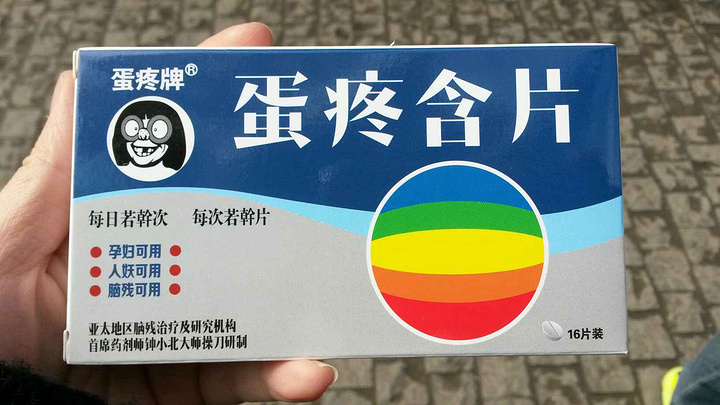 蛋疼牌®
蛋疼含片
每日若幹次 每次若幹片
孕妇可用
人妖可用
脑残可用
亚太地区脑残治疗及研究机构
首席药剂师钟小北大师操刀研制
16片装